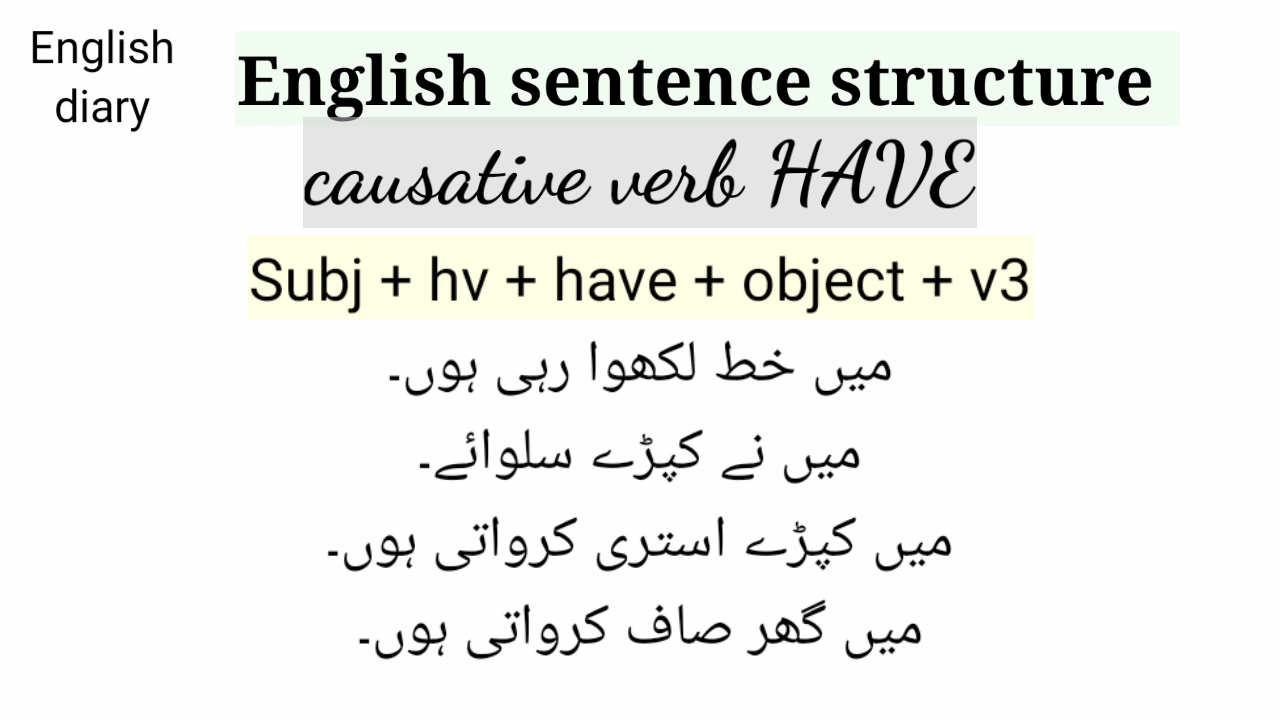 English
diary
English sentence structure
causative verb HAVE
Subj + hv + have + object + v3
میں خط لکھوا رہی ہوں۔
میں نے کپڑے سلوائے۔
میں کپڑے استری کرواتی ہوں۔
میں گھر صاف کرواتی ہوں۔